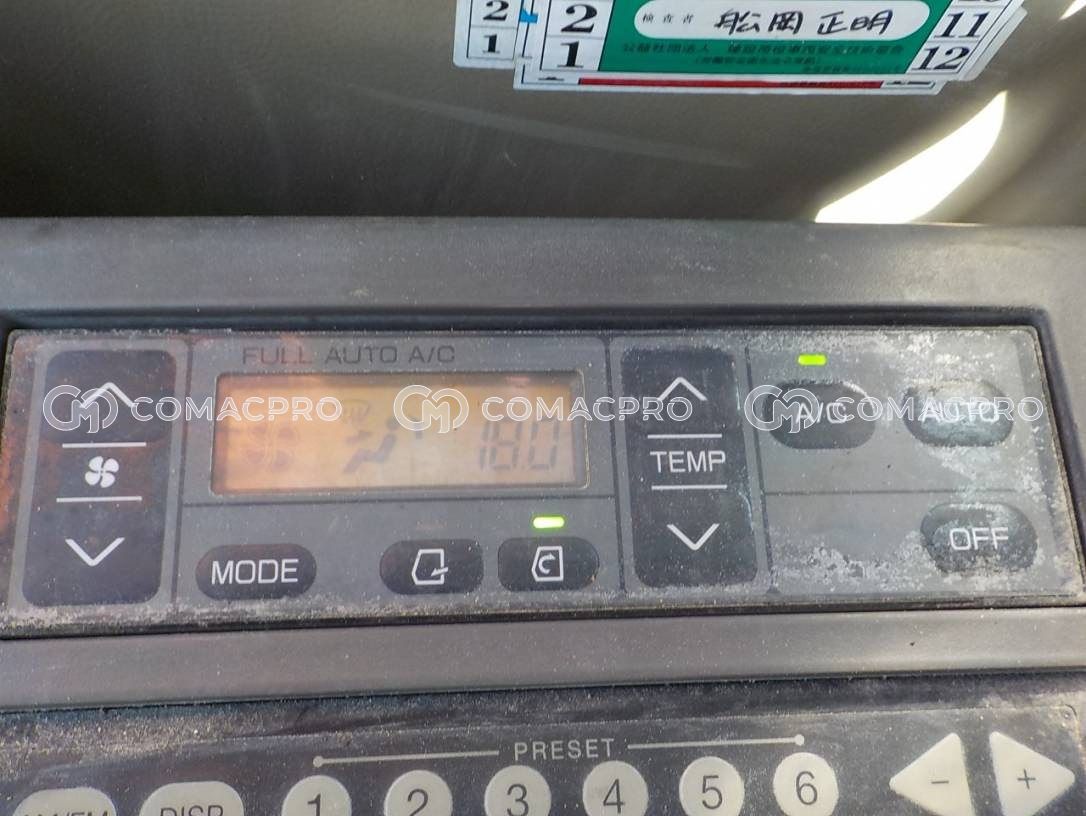 2
1
2
1
検査者 船岡正明
11
12
FULL AUTO A/C
18.0
TEMP
A/C
AUTO
OFF
MODE
COMACPRO COMACPRO COMACPRO
PRESET
DISP
1 2 3 4 5 6 - +